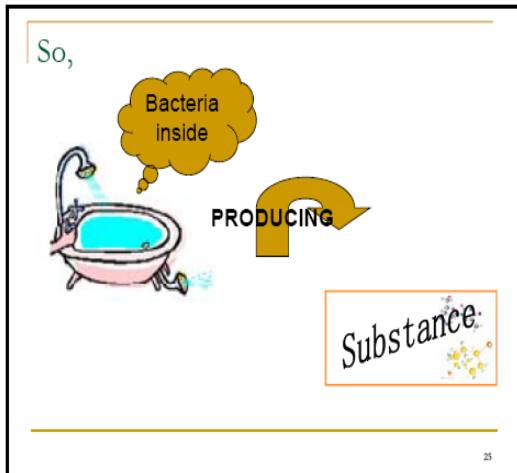 So,
Bacteria
inside
PRODUCING
Substance
25